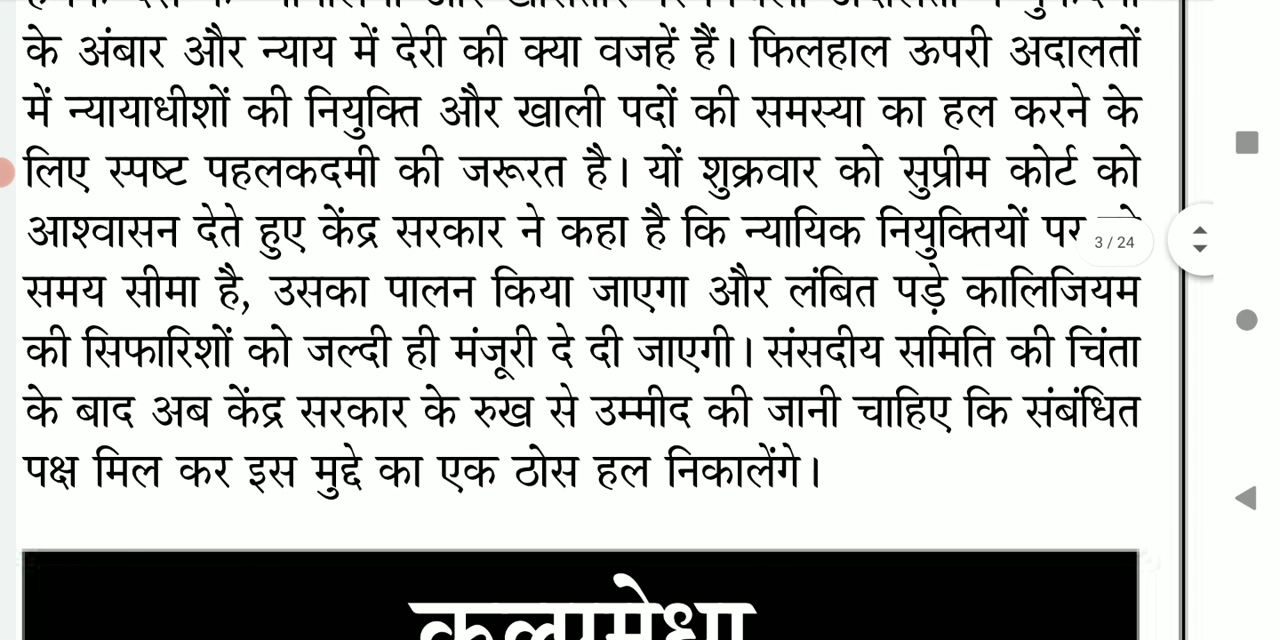 के अंबार और न्याय में देरी की क्या वजहें हैं। फिलहाल ऊपरी अदालतों
में न्यायाधीशों की नियुक्ति और खाली पदों की समस्या का हल करने के
लिए स्पष्ट पहलकदमी की जरूरत है। यों शुक्रवार को सुप्रीम कोर्ट को
आश्वासन देते हुए केंद्र सरकार ने कहा है कि न्यायिक नियुक्तियों पर
3 / 24
समय सीमा है, उसका पालन किया जाएगा और लंबित पड़े कालिजियम
की सिफारिशों को जल्दी ही मंजूरी दे दी जाएगी। संसदीय समिति की चिंता
के बाद अब केंद्र सरकार के रुख से उम्मीद की जानी चाहिए कि संबंधित
पक्ष मिल कर इस मुद्दे का एक ठोस हल निकालेंगे।